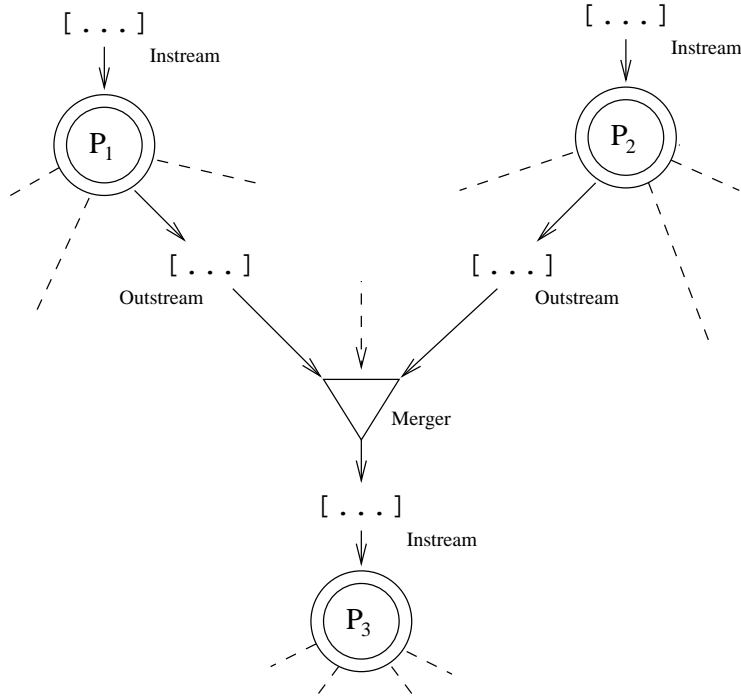 [...]
Instream
[...]
Instream
P1
P2
[...]
Outstream
[...]
Outstream
Merger
[...]
Instream
P3